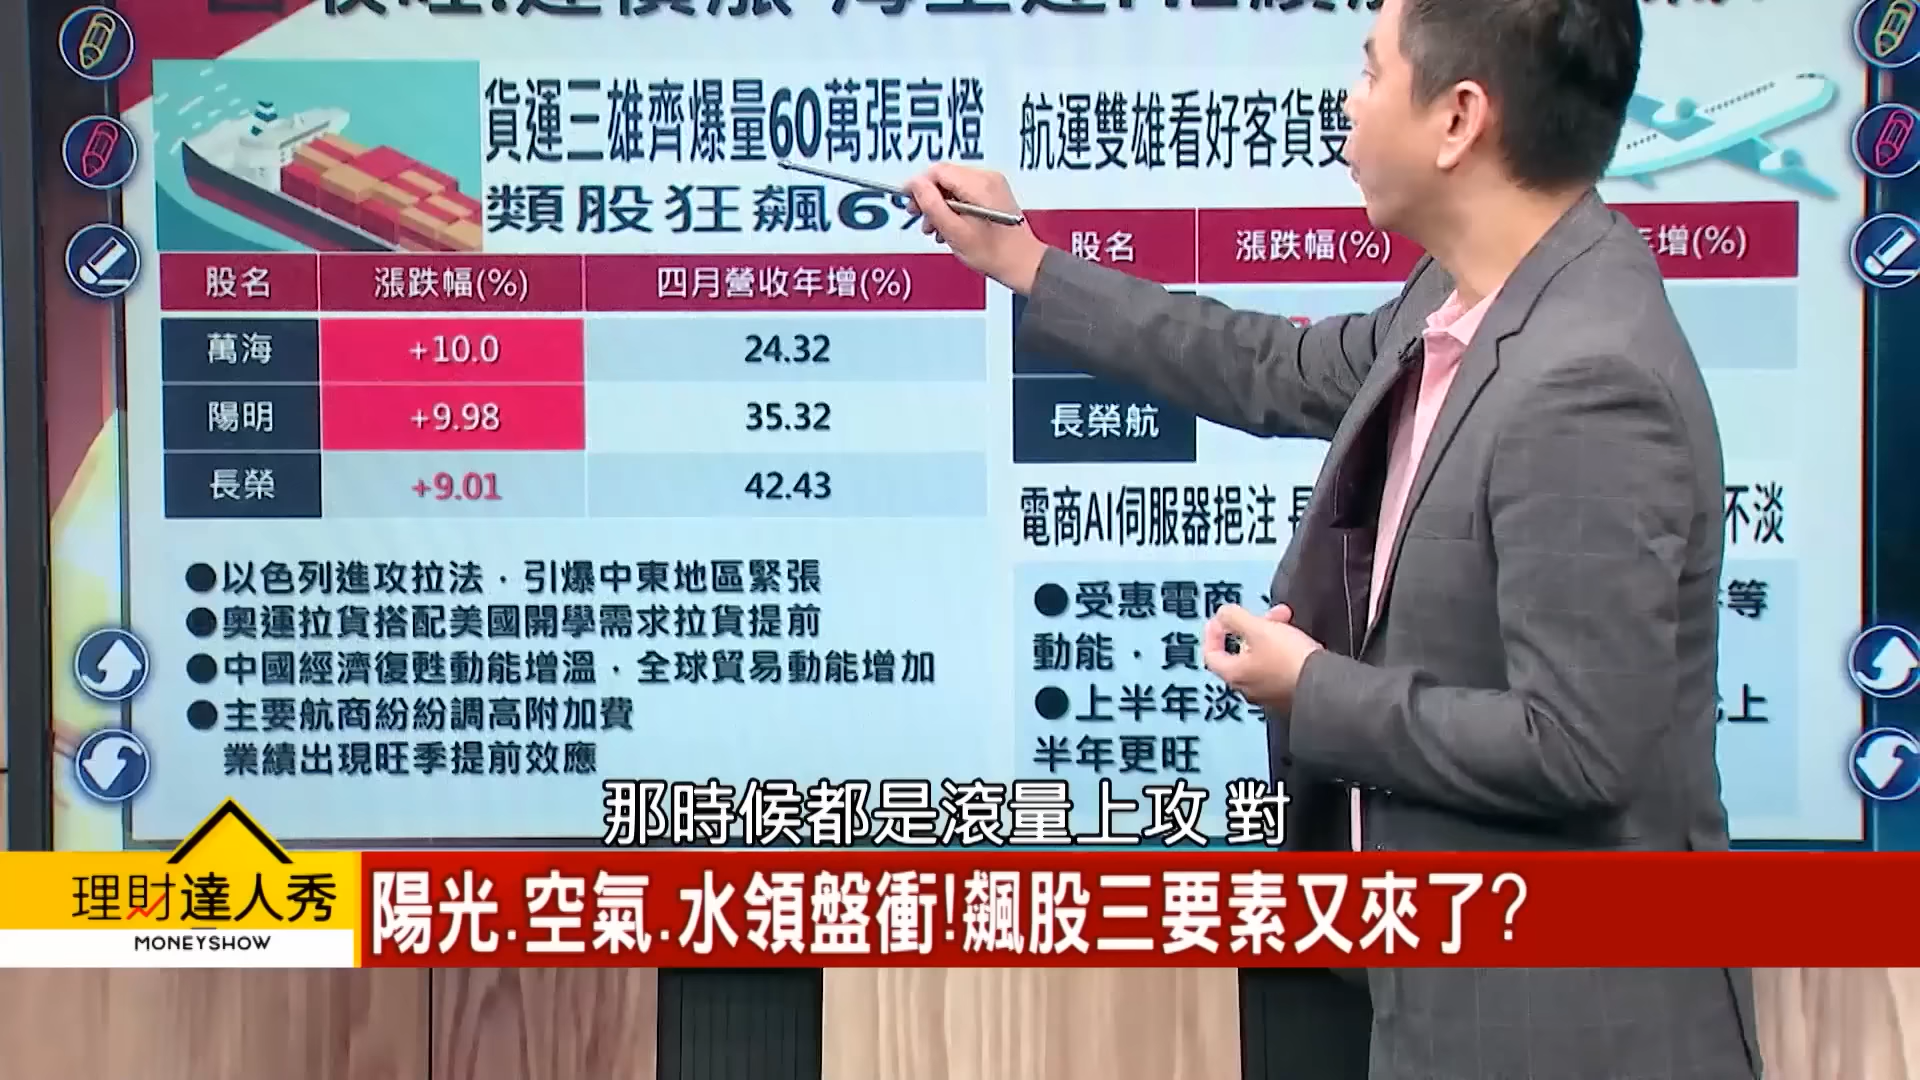 貨運三雄齊爆量60萬張亮燈
類股狂飆6%
股名 漲跌幅(%) 四月營收年增(%)
萬海 +10.0 24.32
陽明 +9.98 35.32
長榮 +9.01 42.43
●以色列進攻拉法．引爆中東地區緊張
●奧運拉貨搭配美國開學需求拉貨提前
●中國經濟復甦動能增溫．全球貿易動能增加
●主要航商紛紛調高附加費
業績出現旺季提前效應
航運雙雄看好客貨雙
股名 漲跌幅(%) 年增(%)
長榮航
電商AI伺服器挹注 不淡
●受惠電商、 等
動能．貨
●上半年淡 上
半年更旺
那時候都是滾量上攻 對
理財達人秀
MONEYSHOW
陽光.空氣.水領盤衝!飆股三要素又來了?